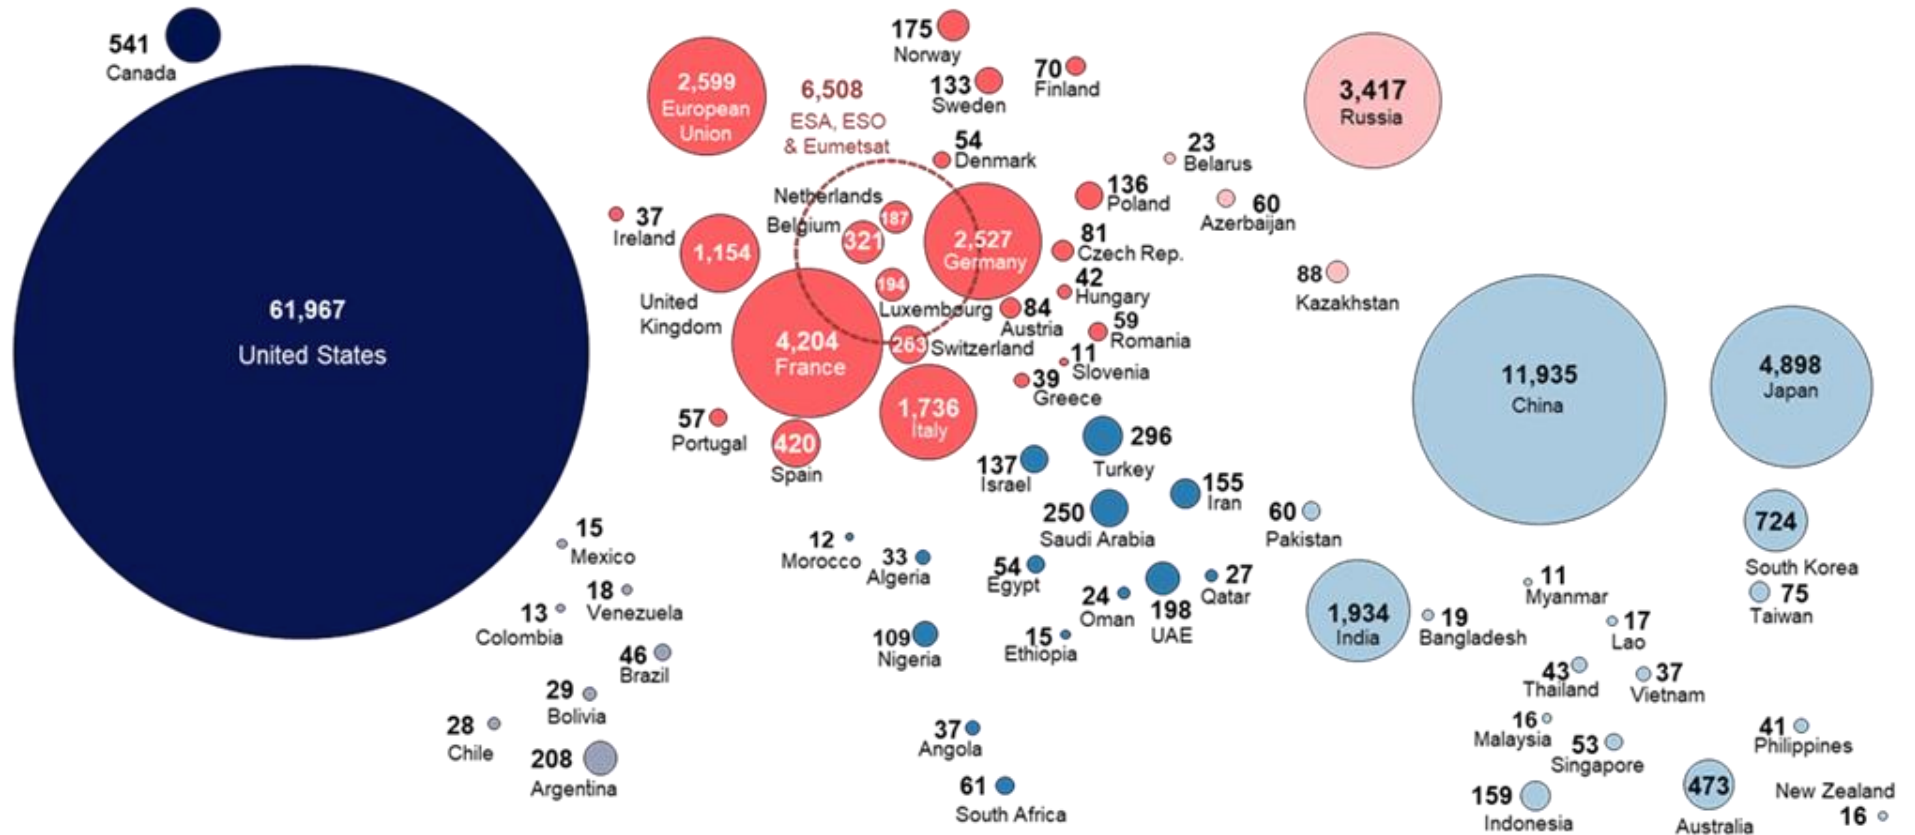 541
Canada
61,967
United States
2,599
European
Union
6,508
ESA, ESO
& Eumetsat
175
Norway
133
Sweden
70
Finland
54
Denmark
Netherlands
187
Belgium
321
37
Ireland
1,154
United
Kingdom
2,527
Germany
194
Luxembourg
4,204
France
263
Switzerland
1,736
Italy
57
Portugal
420
Spain
136
Poland
81
Czech Rep.
42
Hungary
84
Austria
59
Romania
11
Slovenia
39
Greece
3,417
Russia
23
Belarus
60
Azerbaijan
88
Kazakhstan
296
Turkey
137
Israel
155
Iran
250
Saudi Arabia
12
Morocco
33
Algeria
54
Egypt
24
Oman
198
UAE
27
Qatar
109
Nigeria
15
Ethiopia
37
Angola
61
South Africa
15
Mexico
18
Venezuela
13
Colombia
46
Brazil
29
Bolivia
28
Chile
208
Argentina
11,935
China
4,898
Japan
724
South Korea
75
Taiwan
60
Pakistan
1,934
India
19
Bangladesh
11
Myanmar
17
Lao
43
Thailand
37
Vietnam
16
Malaysia
53
Singapore
41
Philippines
159
Indonesia
473
Australia
New Zealand
16